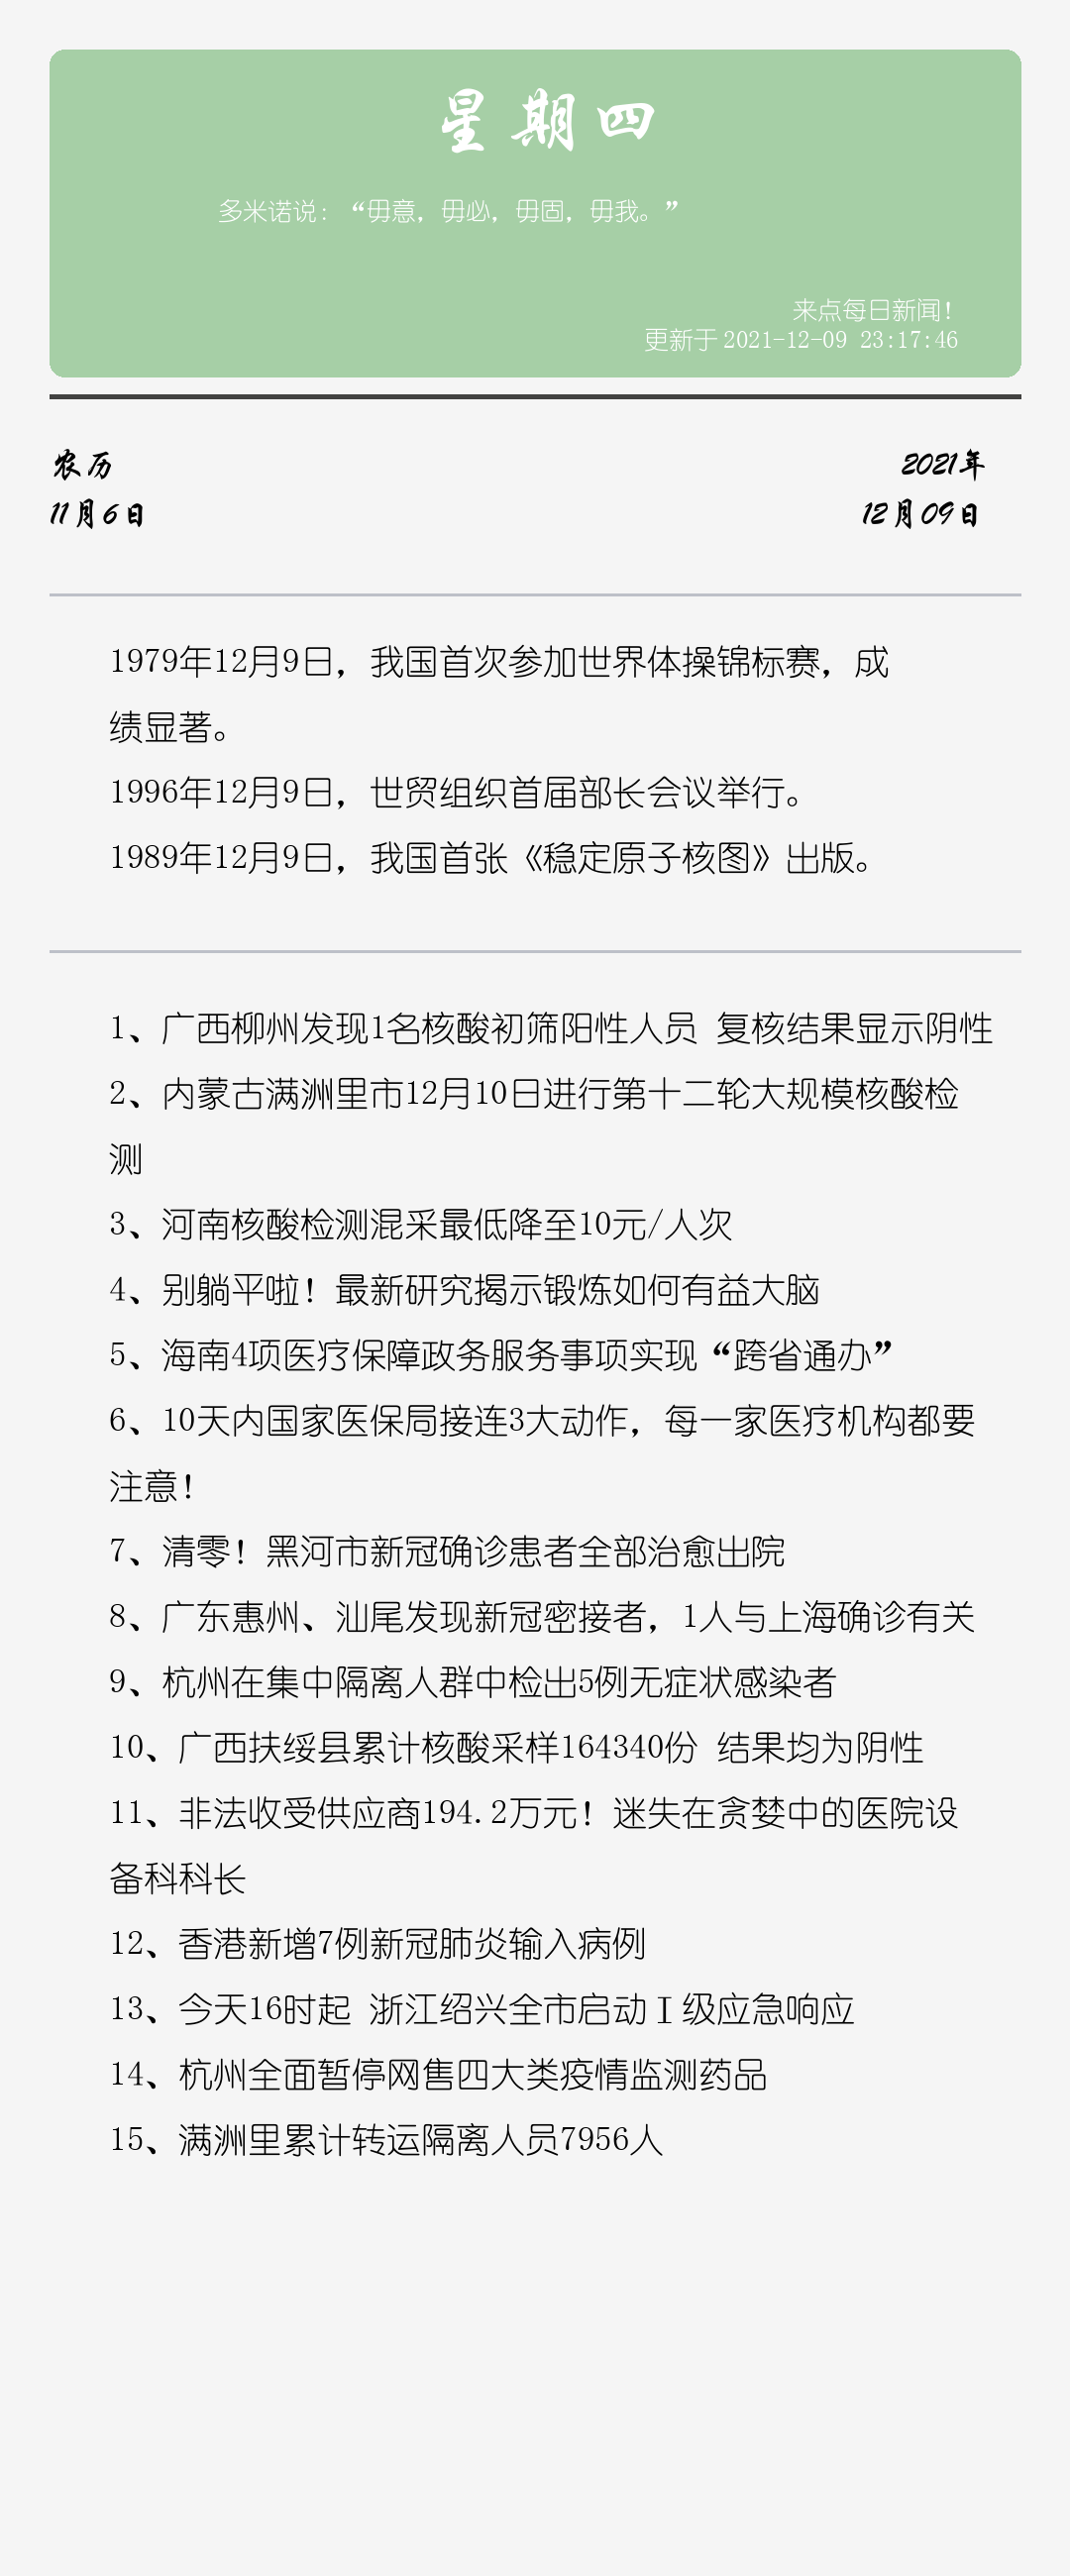 星期四
多米诺说：“毋意，毋必，毋固，毋我。”
来点每日新闻！
更新于 2021-12-09 23:17:46
农历
11月6日
2021年
12月09日
1979年12月9日，我国首次参加世界体操锦标赛，成
绩显著。
1996年12月9日，世贸组织首届部长会议举行。
1989年12月9日，我国首张《稳定原子核图》出版。
1、广西柳州发现1名核酸初筛阳性人员 复核结果显示阴性
2、内蒙古满洲里市12月10日进行第十二轮大规模核酸检
测
3、河南核酸检测混采最低降至10元/人次
4、别躺平啦！最新研究揭示锻炼如何有益大脑
5、海南4项医疗保障政务服务事项实现“跨省通办”
6、10天内国家医保局接连3大动作，每一家医疗机构都要
注意！
7、清零！黑河市新冠确诊患者全部治愈出院
8、广东惠州、汕尾发现新冠密接者，1人与上海确诊有关
9、杭州在集中隔离人群中检出5例无症状感染者
10、广西扶绥县累计核酸采样164340份 结果均为阴性
11、非法收受供应商194.2万元！迷失在贪婪中的医院设
备科科长
12、香港新增7例新冠肺炎输入病例
13、今天16时起 浙江绍兴全市启动Ⅰ级应急响应
14、杭州全面暂停网售四大类疫情监测药品
15、满洲里累计转运隔离人员7956人